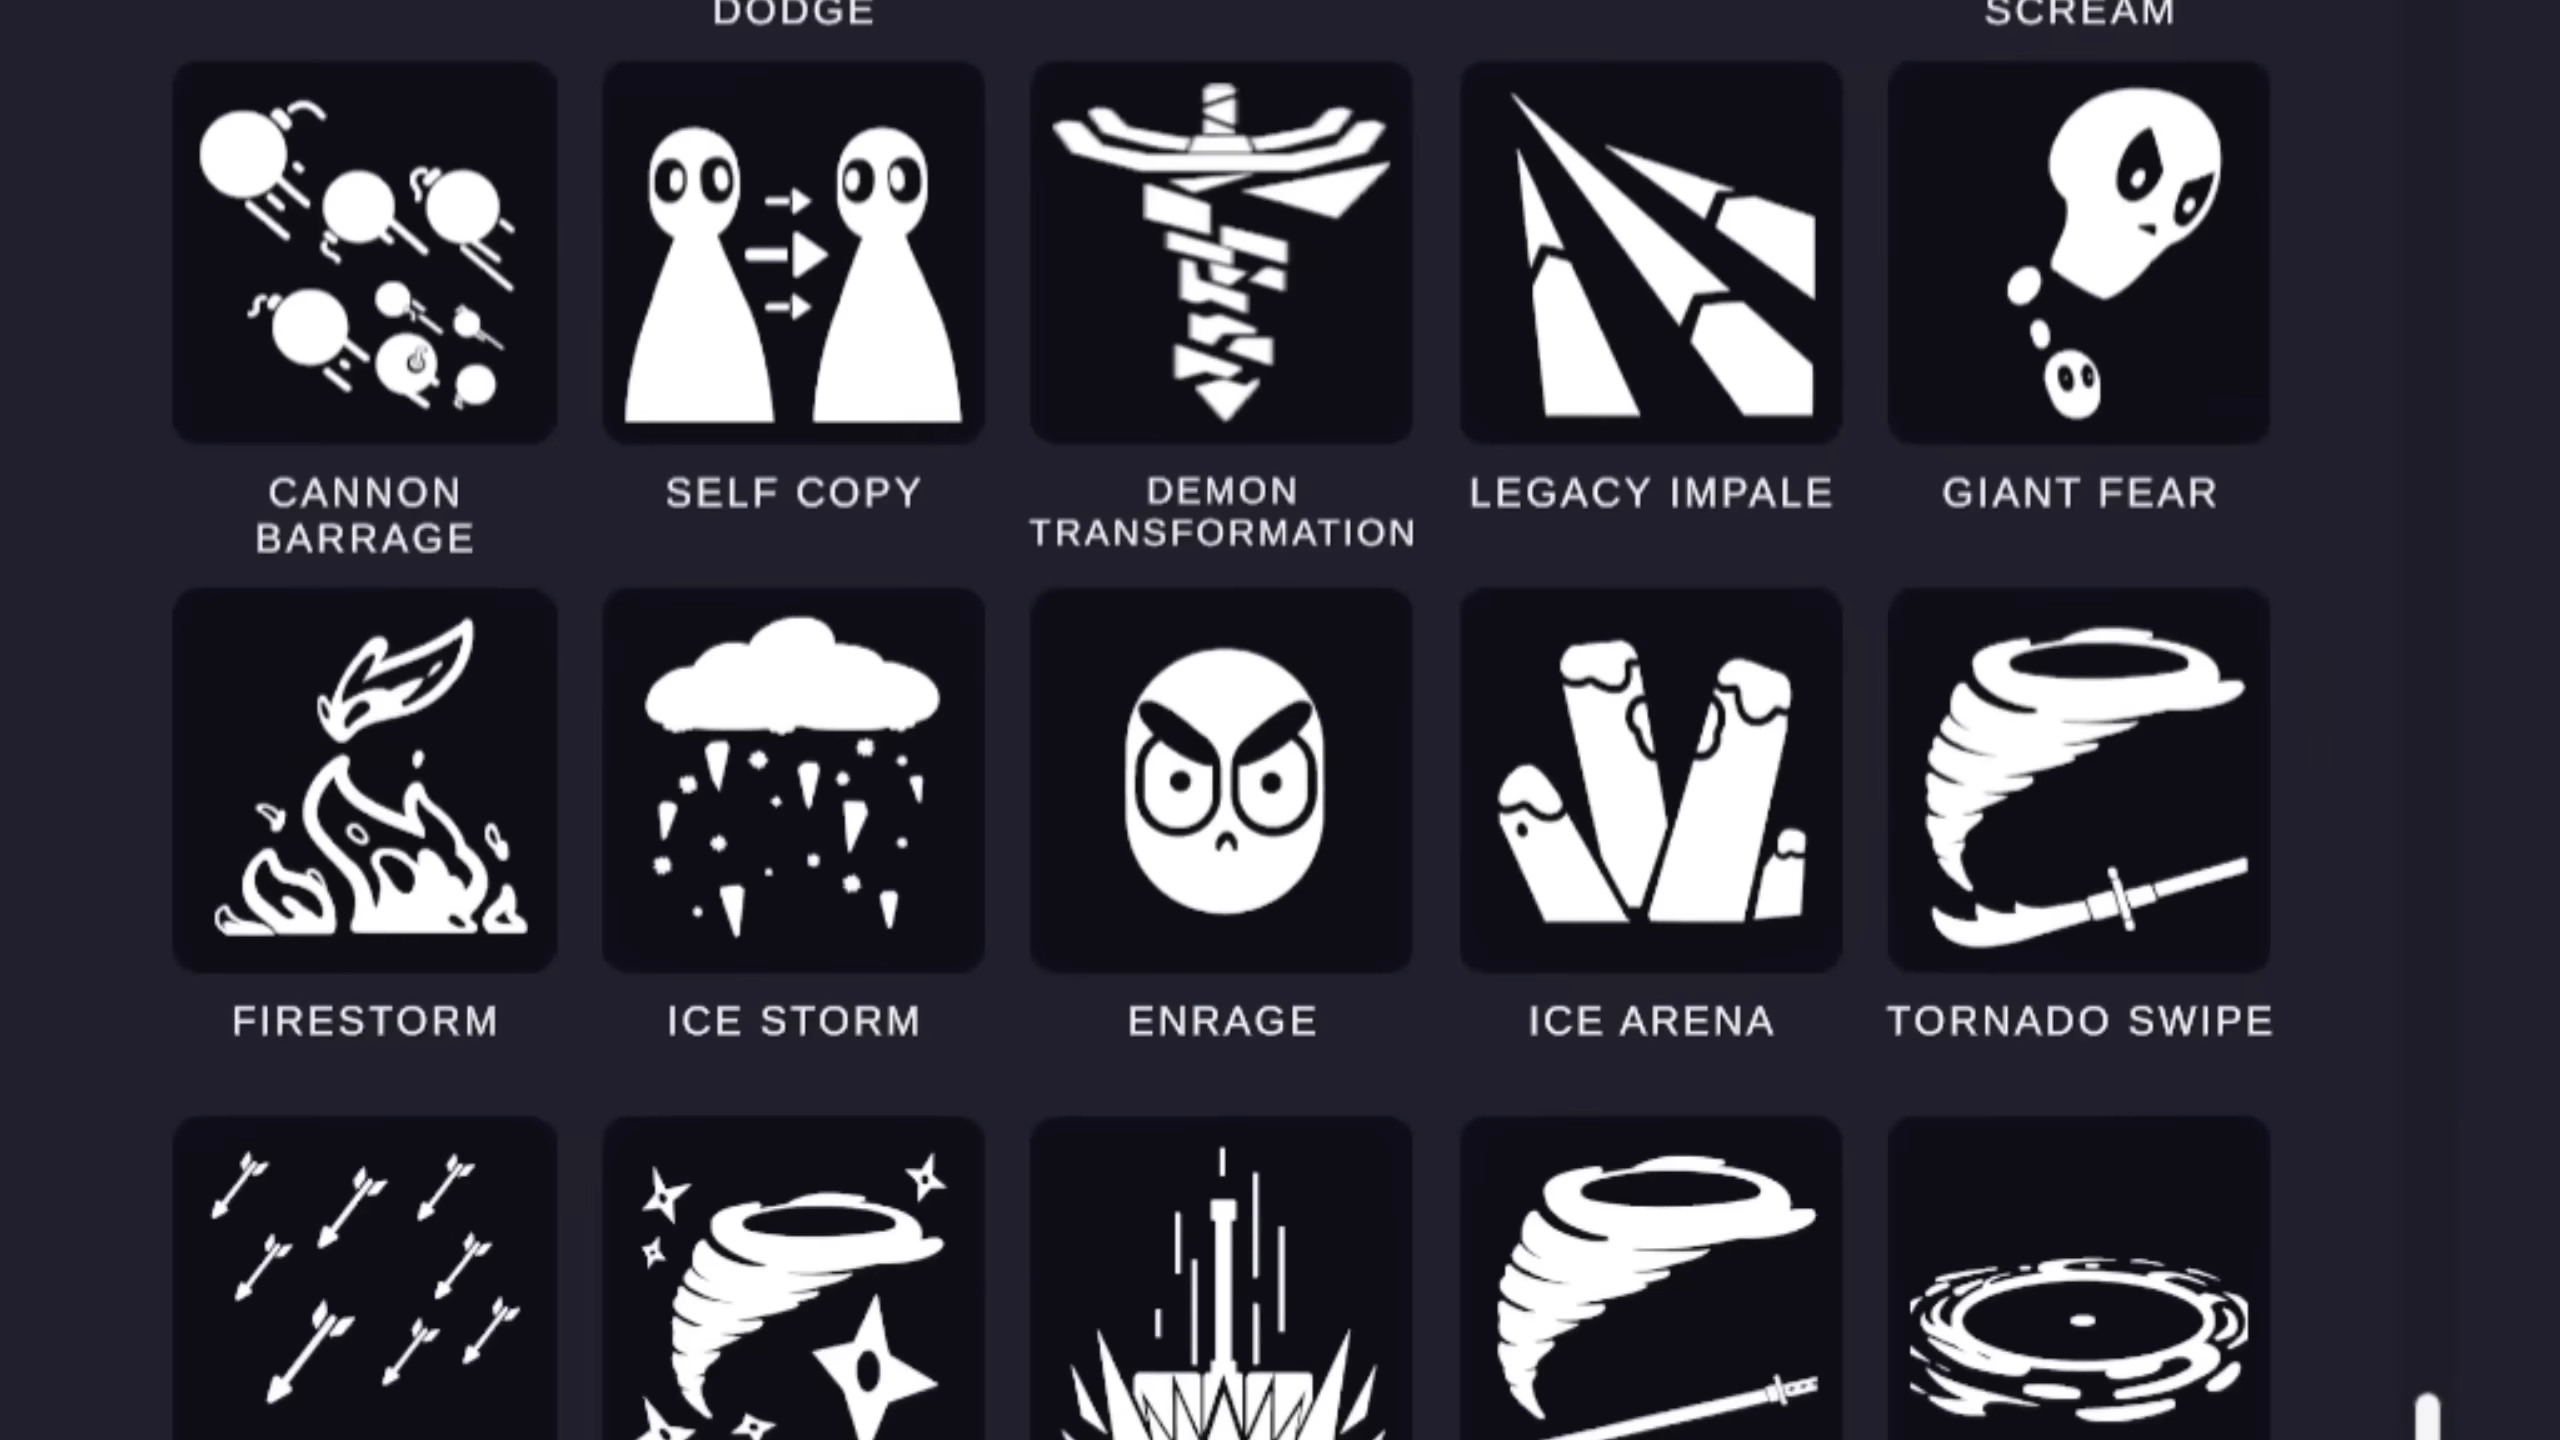 DODGE
SCREAM
CANNON
BARRAGE
SELF COPY
DEMON
TRANSFORMATION
LEGACY IMPALE
GIANT FEAR
FIRESTORM
ICE STORM
ENRAGE
ICE ARENA
TORNADO SWIPE